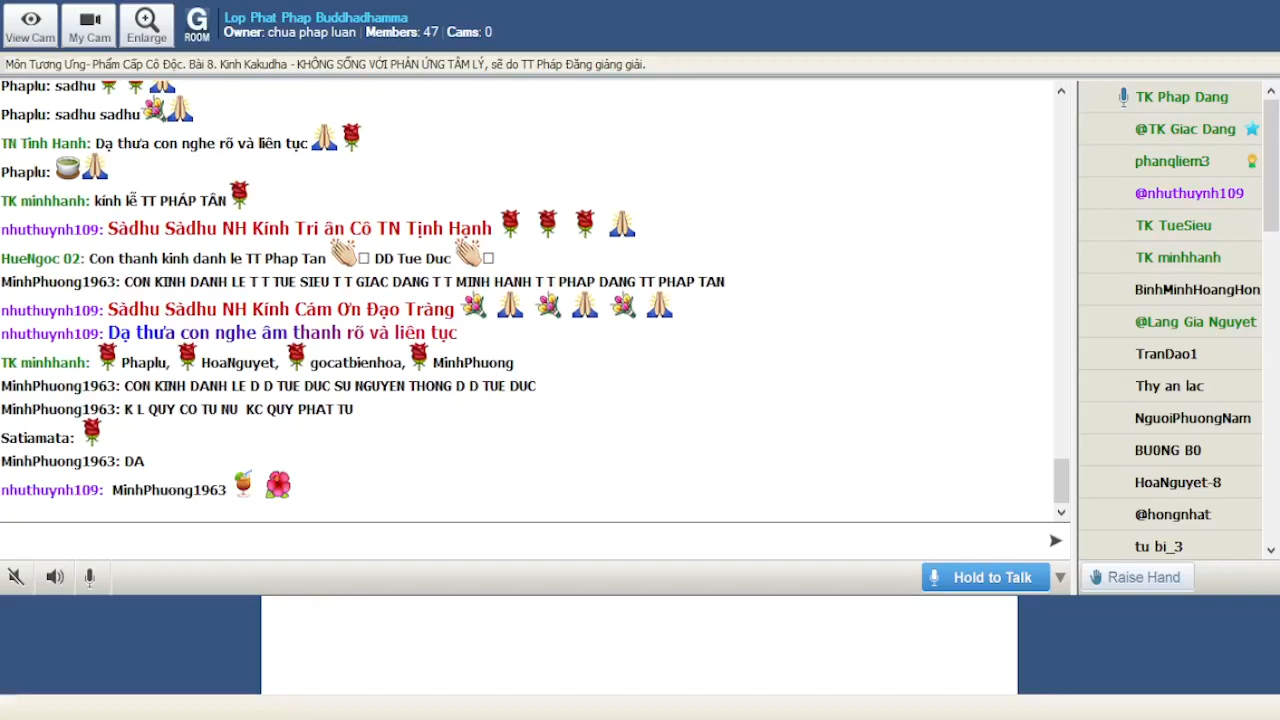 View Cam
My Cam
Enlarge
G
ROOM
Lop Phat Phap Buddhadhamma
Owner: chua phap luan | Members: 47 | Cams: 0
Môn Tương Ưng- Phẩm Cấp Cô Độc. Bài 8. Kinh Kakudha - KHÔNG SỐNG VỚI PHẢN ỨNG TÂM LÝ, sẽ do TT Pháp Đăng giảng giải.
Phaplu: sadhu
Phaplu: sadhu sadhu
TN Tinh Hanh: Dạ thưa con nghe rõ và liên tục
Phaplu:
TK minhhanh: kính lễ TT PHÁP TÂN
nhuthuynh109: Sàdhu Sàdhu NH Kính Tri ân Cô TN Tịnh Hạnh
HueNgoc 02: Con thanh kinh danh le TT Phap Tan DD Tue Duc
MinhPhuong1963: CON KINH DANH LE T T TUE SIEU T T GIAC DANG T T MINH HANH T T PHAP DANG TT PHAP TAN
nhuthuynh109: Sàdhu Sàdhu NH Kính Cám Ơn Đạo Tràng
nhuthuynh109: Dạ thưa con nghe âm thanh rõ và liên tục
TK minhhanh: Phaplu, HoaNguyet, gocatbienhoa, MinhPhuong
MinhPhuong1963: CON KINH DANH LE D D TUE DUC SU NGUYEN THONG D D TUE DUC
MinhPhuong1963: K L QUY CO TU NU KC QUY PHAT TU
Satiamata:
MinhPhuong1963: DA
nhuthuynh109: MinhPhuong1963
Hold to Talk
TK Phap Dang
@TK Giac Dang
phanqliem3
@nhuthuynh109
TK TueSieu
TK minhhanh
BinhMinhHoangHon
@Lang Gia Nguyet
TranDao1
Thy an lac
NguoiPhuongNam
BU0NG B0
HoaNguyet-8
@hongnhat
tu bi_3
Raise Hand